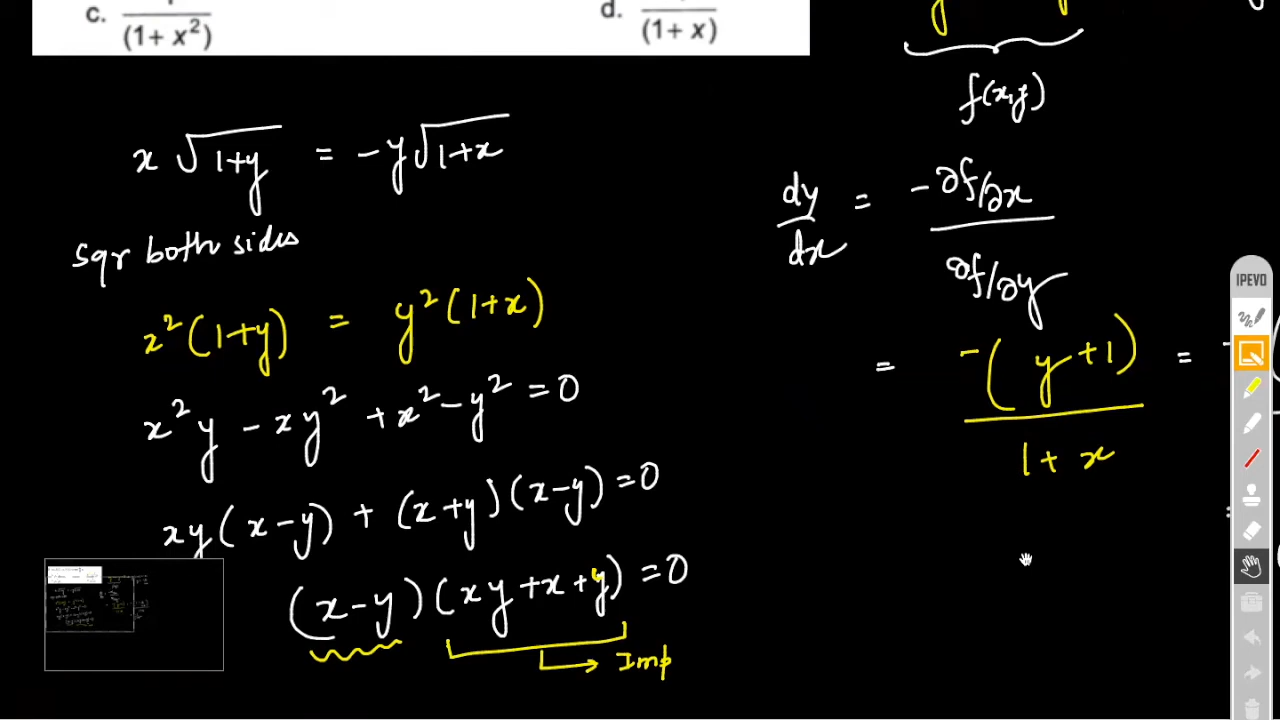 c. (1+ x²)
d. (1+ x)
x √1+y = -y√1+x
Sqr both sides
x²(1+y) = y²(1+x)
x²y - xy² + x² - y² = 0
xy(x-y) + (x+y)(x-y) = 0
(x-y)(xy+x+y) = 0
Imp
f(x,y)
dy/dx = -∂f/∂x / ∂f/∂y
= -(y+1) / 1+x =
IPEVO